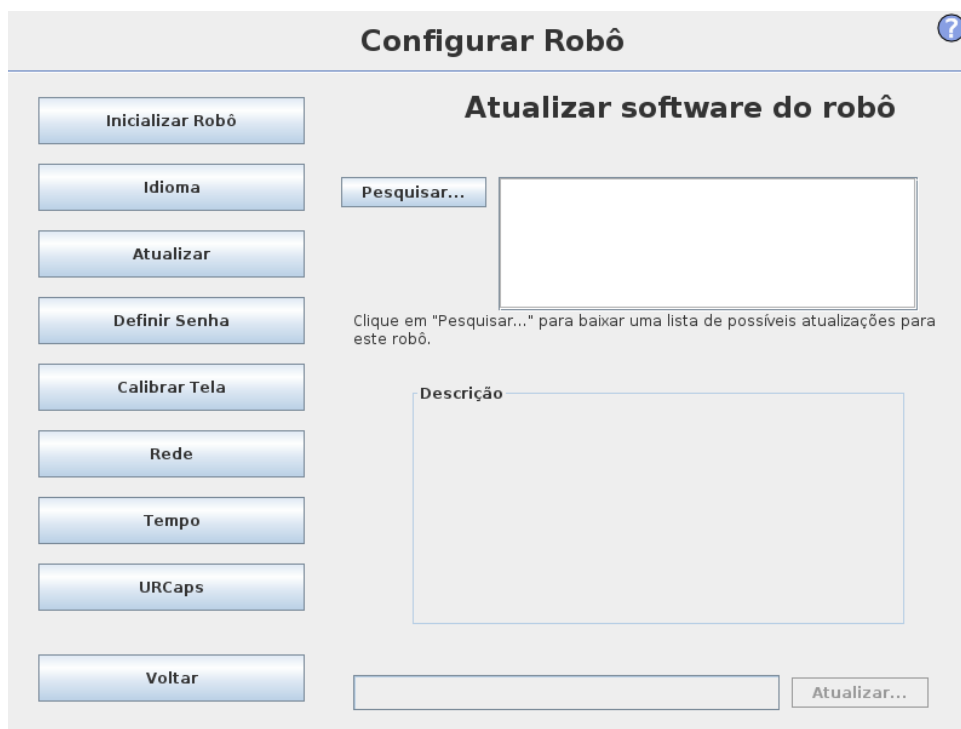 Configurar Robô
?
Inicializar Robô
Idioma
Atualizar
Definir Senha
Calibrar Tela
Rede
Tempo
URCaps
Voltar
Atualizar software do robô
Pesquisar...
Clique em "Pesquisar..." para baixar uma lista de possíveis atualizações para
este robô.
Descrição
Atualizar...